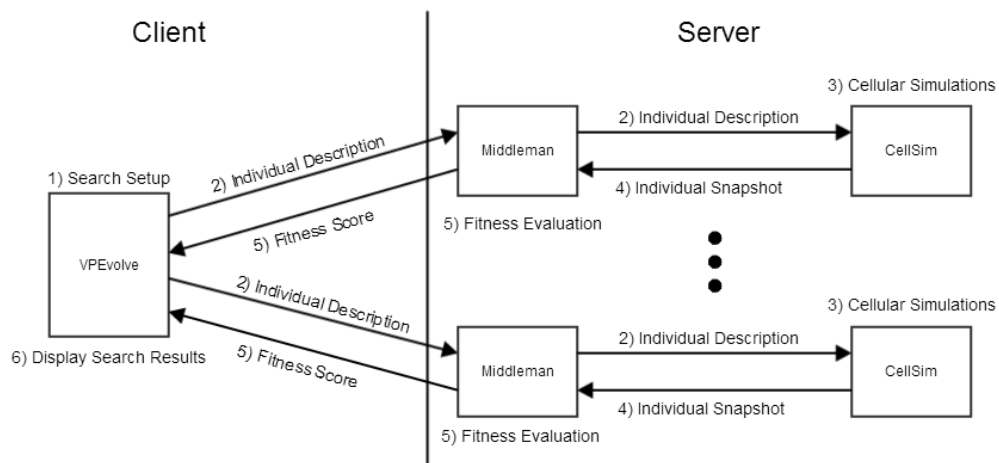 Client
Server
3) Cellular Simulations
2) Individual Description
2) Individual Description
Middleman
CellSim
1) Search Setup
4) Individual Snapshot
5) Fitness Score
5) Fitness Evaluation
VPEvolve
2) Individual Description
3) Cellular Simulations
6) Display Search Results
5) Fitness Score
2) Individual Description
Middleman
CellSim
4) Individual Snapshot
5) Fitness Evaluation